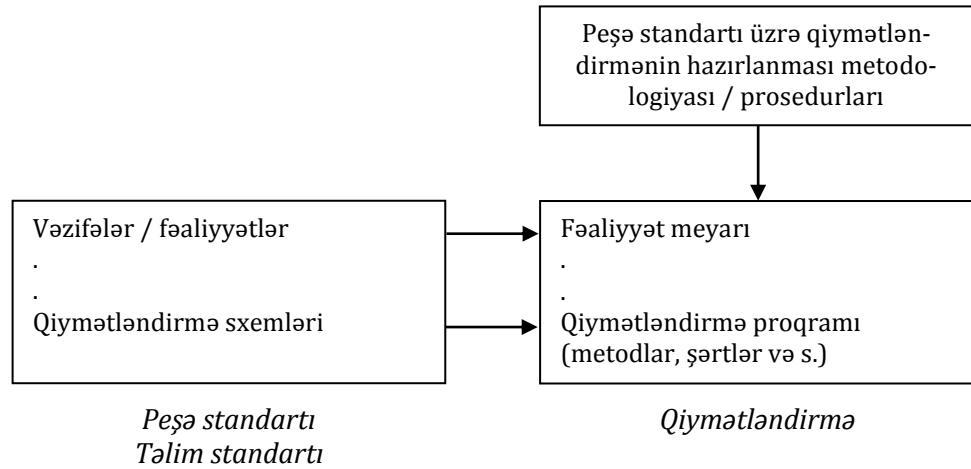 Peşə standartı üzrə qiymətlən-
dirmənin hazırlanması metodo-
logiyası / prosedurları
Vəzifələr / fəaliyyətlər
.
.
Qiymətləndirmə sxemləri
Fəaliyyət meyarı
.
.
Qiymətləndirmə proqramı
(metodlar, şərtlər və s.)
Peşə standartı
Təlim standartı
Qiymətləndirmə